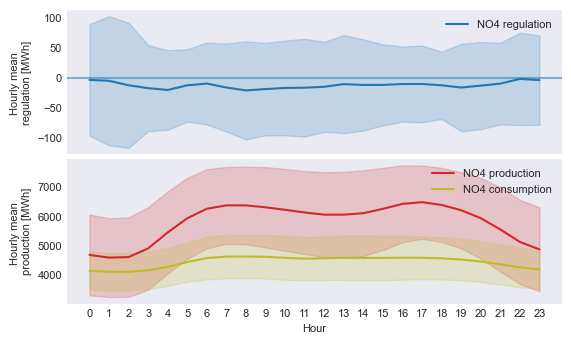 100
50
0
−50
−100
Hourly mean
regulation [MWh]
NO4 regulation
7000
6000
5000
4000
Hourly mean
production [MWh]
NO4 production
NO4 consumption
0 1 2 3 4 5 6 7 8 9 10 11 12 13 14 15 16 17 18 19 20 21 22 23
Hour